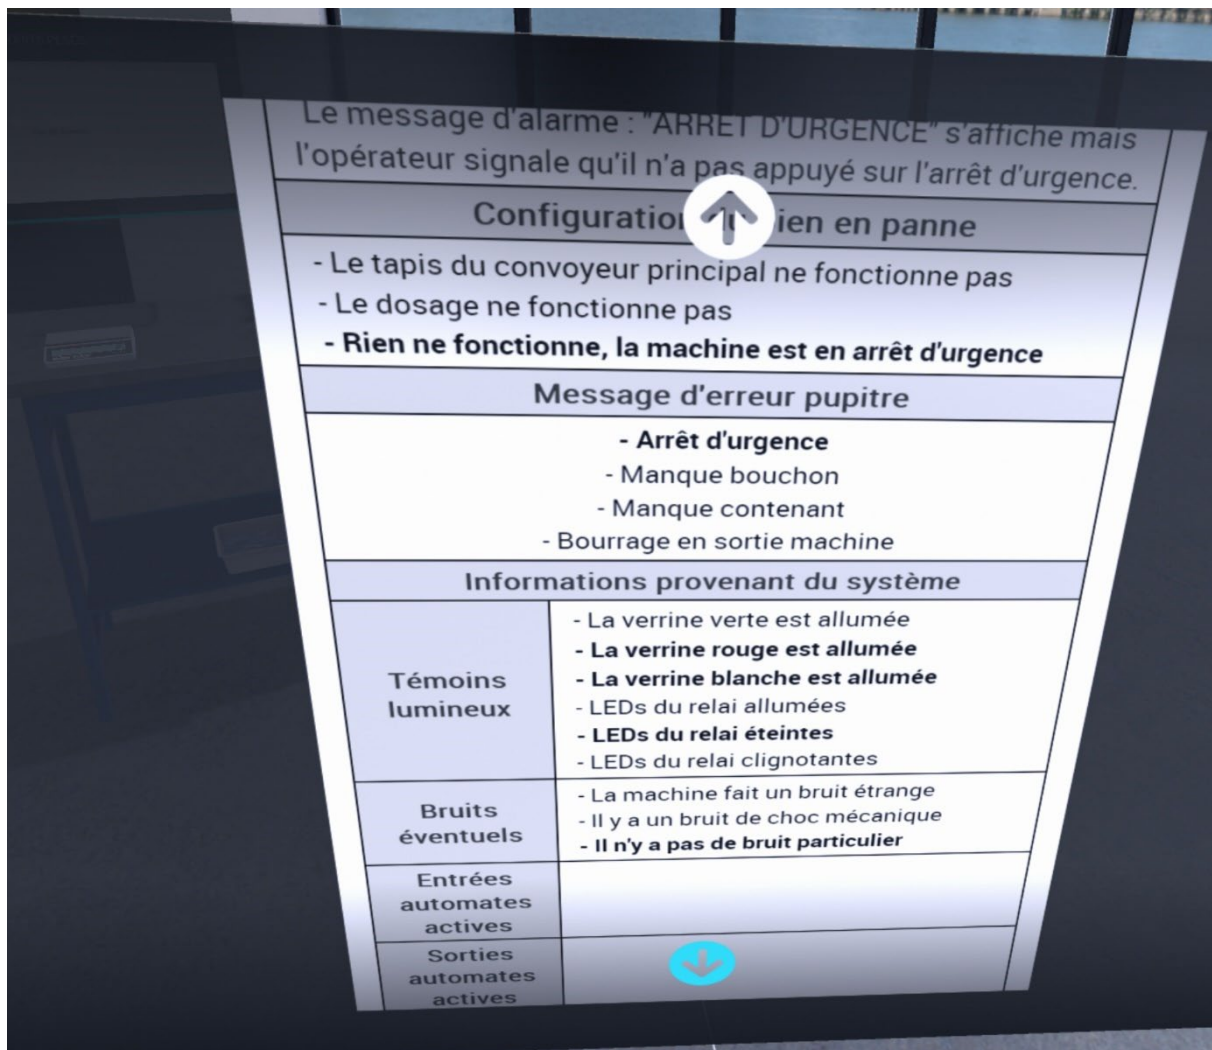 Le message d'alarme : "ARRET D'URGENCE" s'affiche mais
l'opérateur signale qu'il n'a pas appuyé sur l'arrêt d'urgence.
Configuration du ien en panne
- Le tapis du convoyeur principal ne fonctionne pas
- Le dosage ne fonctionne pas
- Rien ne fonctionne, la machine est en arrêt d'urgence
Message d'erreur pupitre
- Arrêt d'urgence
- Manque bouchon
- Manque contenant
- Bourrage en sortie machine
Informations provenant du système
Témoins
lumineux
- La verrine verte est allumée
- La verrine rouge est allumée
- La verrine blanche est allumée
- LEDs du relai allumées
- LEDs du relai éteintes
- LEDs du relai clignotantes
Bruits
éventuels
- La machine fait un bruit étrange
- Il y a un bruit de choc mécanique
- Il n'y a pas de bruit particulier
Entrées
automates
actives
Sorties
automates
actives